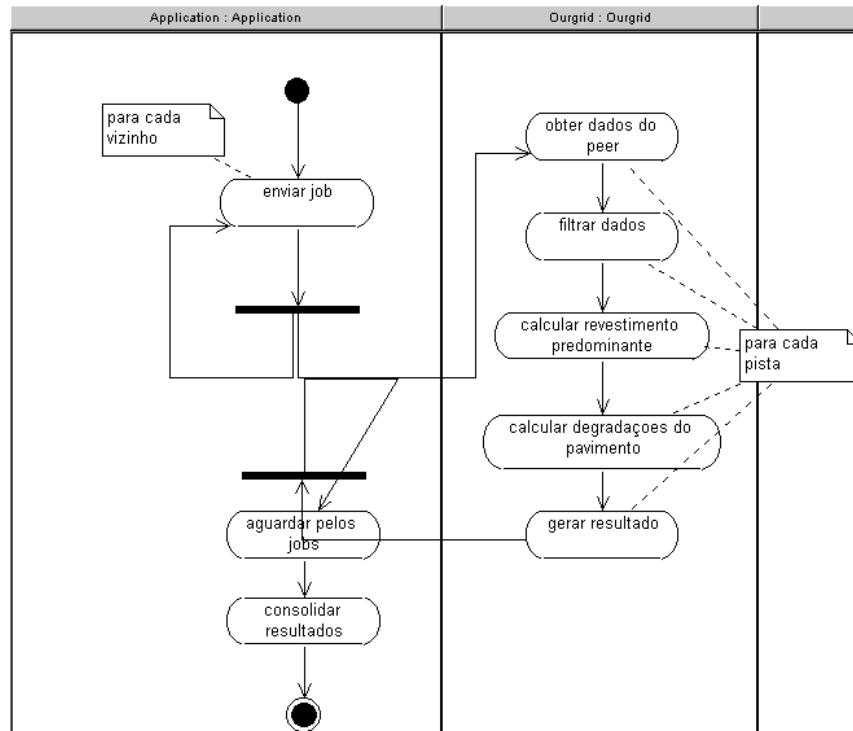 Application : Application
Ourgrid : Ourgrid
para cada
vizinho
enviar job
obter dados do
peer
filtrar dados
calcular revestimento
predominante
para cada
pista
calcular degradaçoes do
pavimento
aguardar pelos
jobs
gerar resultado
consolidar
resultados